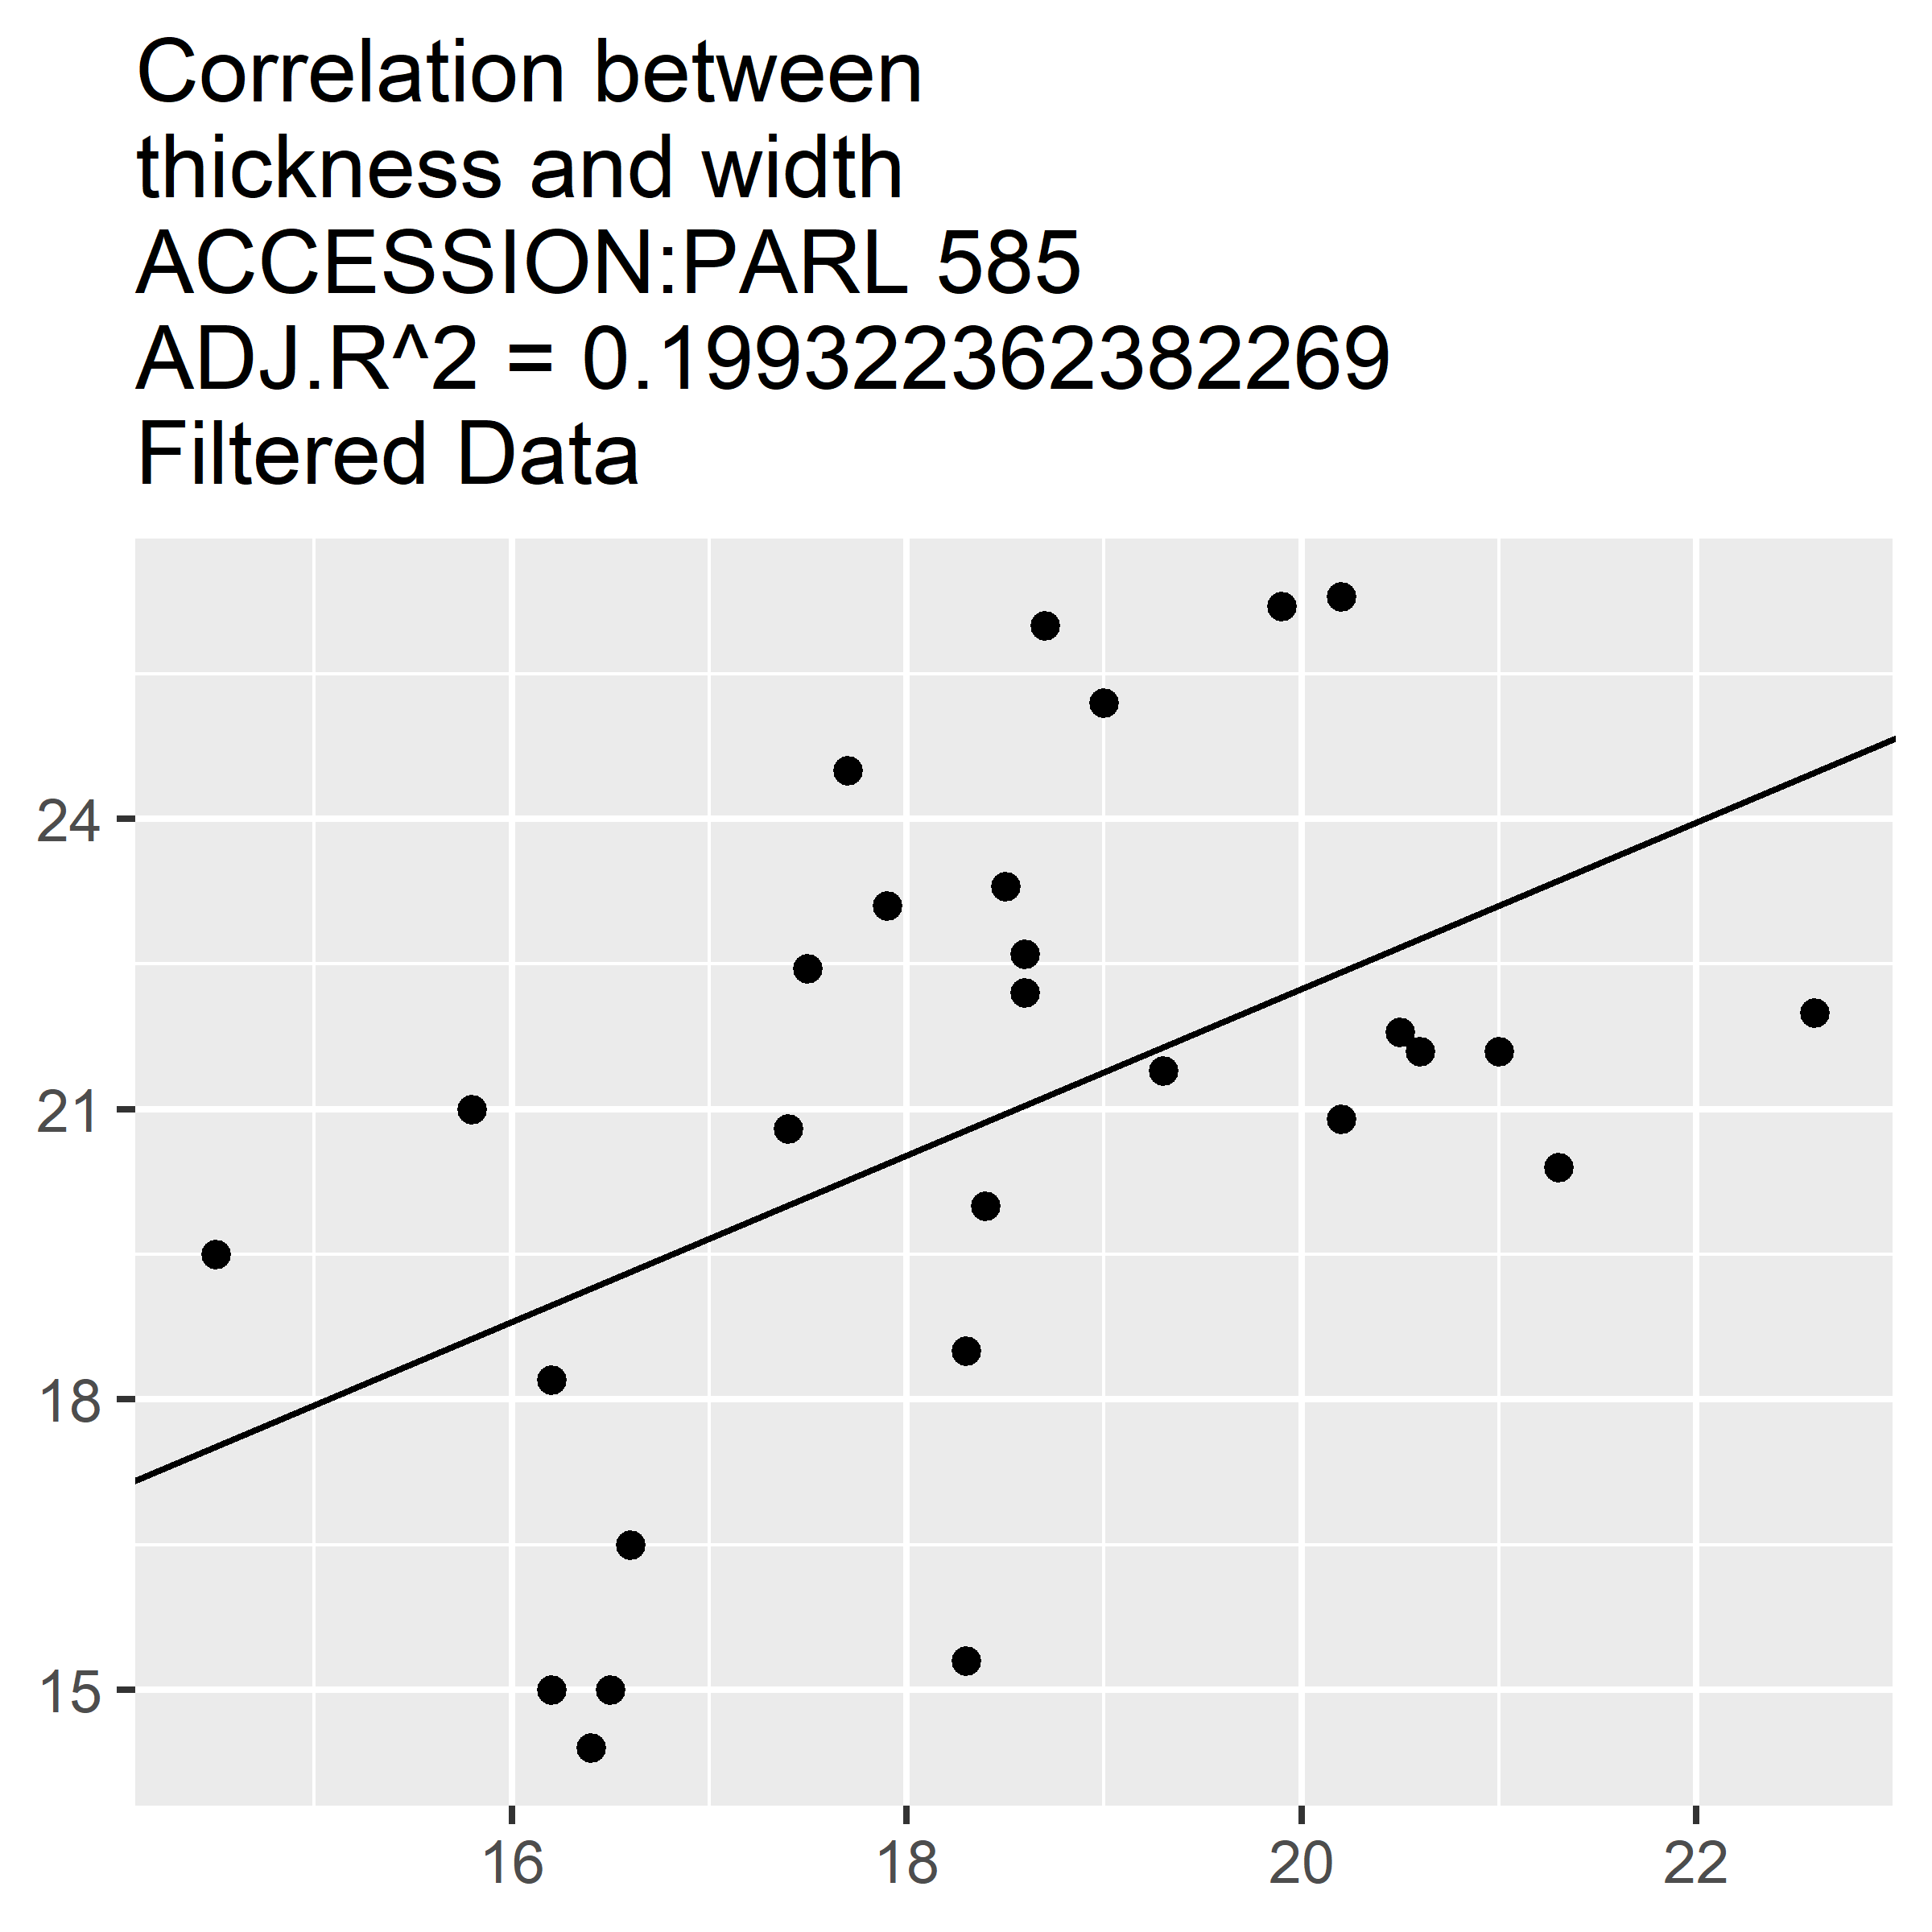 Correlation between
thickness and width
ACCESSION:PARL 585
ADJ.R^2 = 0.199322362382269
Filtered Data
24
21
18
15
16 18 20 22